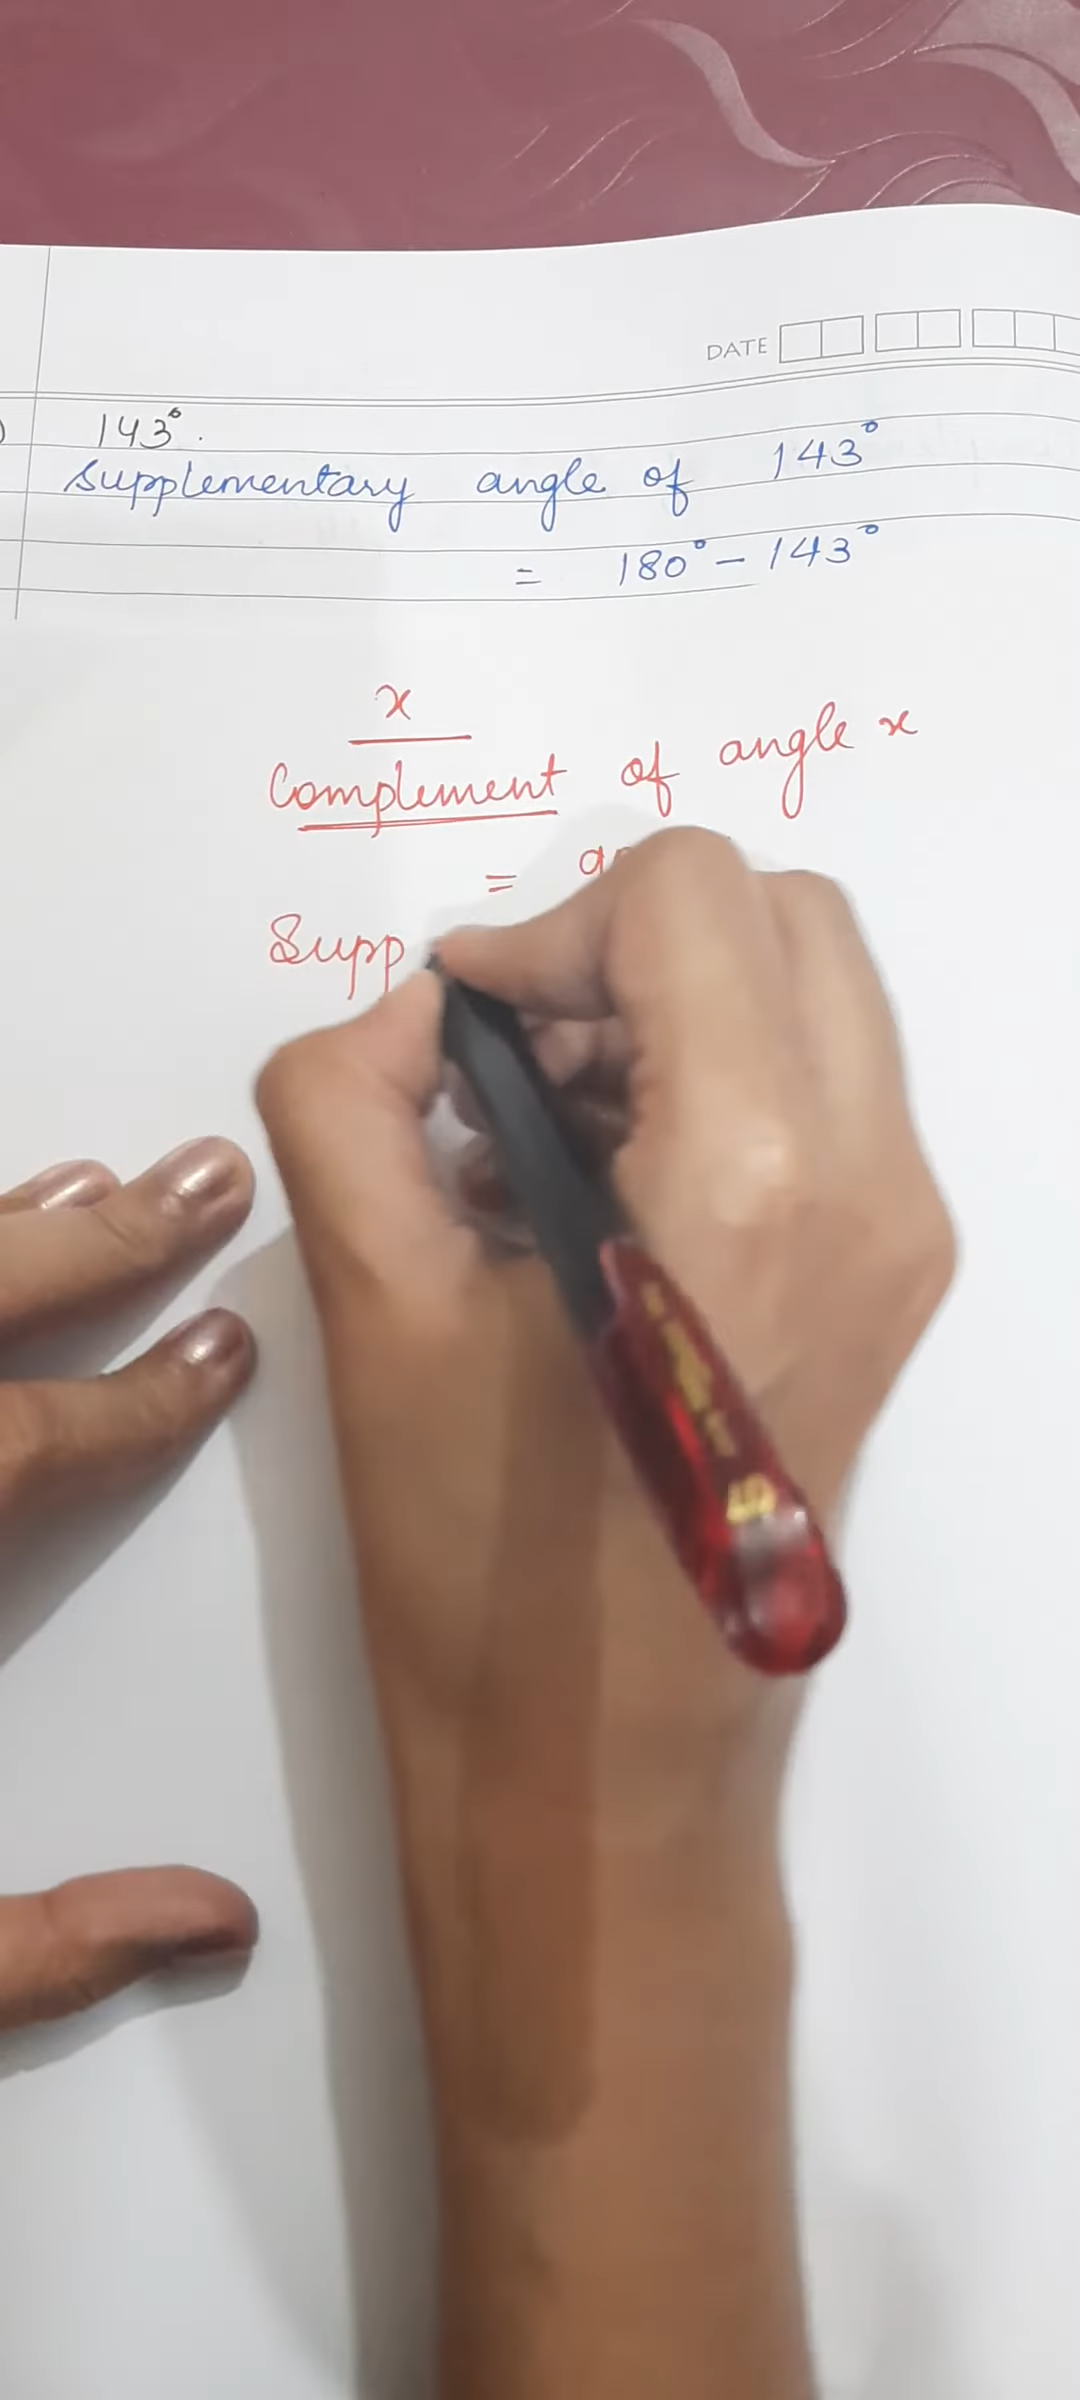 DATE
143°.
Supplementary angle of 143°
= 180° - 143°
x
Complement of angle x
=
Supp